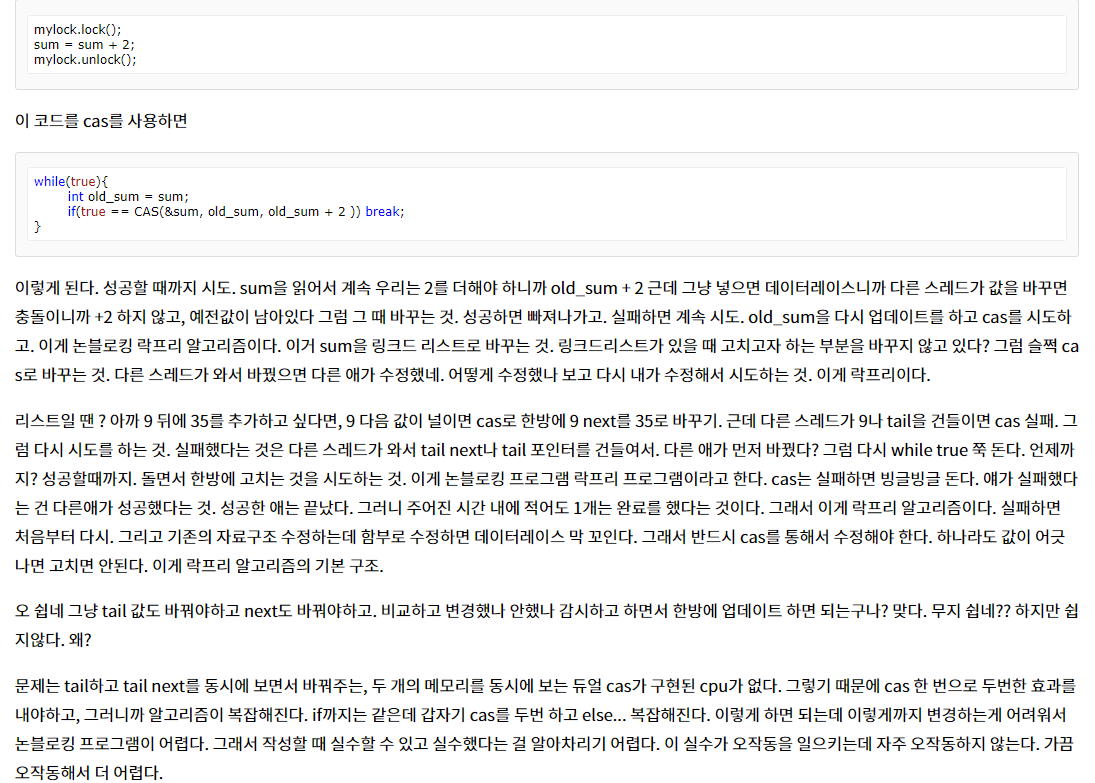 mylock.lock();
sum = sum + 2;
mylock.unlock();
이 코드를 cas를 사용하면
while(true){
int old_sum = sum;
if(true == CAS(&sum, old_sum, old_sum + 2 )) break;
}
이렇게 된다. 성공할 때까지 시도. sum을 읽어서 계속 우리는 2를 더해야 하니까 old_sum + 2 근데 그냥 넣으면 데이터레이스니까 다른 스레드가 값을 바꾸면
충돌이니까 +2 하지 않고, 예전값이 남아있다 그럼 그 때 바꾸는 것. 성공하면 빠져나가고. 실패하면 계속 시도. old_sum을 다시 업데이트를 하고 cas를 시도하
고. 이게 논블로킹 락프리 알고리즘이다. 이거 sum을 링크드 리스트로 바꾸는 것. 링크드리스트가 있을 때 고치고자 하는 부분을 바꾸지 않고 있다? 그럼 슬쩍 ca
s로 바꾸는 것. 다른 스레드가 와서 바꿨으면 다른 애가 수정했네. 어떻게 수정했나 보고 다시 내가 수정해서 시도하는 것. 이게 락프리이다.
리스트일 땐 ? 아까 9 뒤에 35를 추가하고 싶다면, 9 다음 값이 널이면 cas로 한방에 9 next를 35로 바꾸기. 근데 다른 스레드가 9나 tail을 건들이면 cas 실패. 그
럼 다시 시도를 하는 것. 실패했다는 것은 다른 스레드가 와서 tail next나 tail 포인터를 건들여서. 다른 애가 먼저 바꿨다? 그럼 다시 while true 쭉 돈다. 언제까
지? 성공할때까지. 돌면서 한방에 고치는 것을 시도하는 것. 이게 논블로킹 프로그램 락프리 프로그램이라고 한다. cas는 실패하면 빙글빙글 돈다. 얘가 실패했다
는 건 다른애가 성공했다는 것. 성공한 애는 끝났다. 그러니 주어진 시간 내에 적어도 1개는 완료를 했다는 것이다. 그래서 이게 락프리 알고리즘이다. 실패하면
처음부터 다시. 그리고 기존의 자료구조 수정하는데 함부로 수정하면 데이터레이스 막 꼬인다. 그래서 반드시 cas를 통해서 수정해야 한다. 하나라도 값이 어긋
나면 고치면 안된다. 이게 락프리 알고리즘의 기본 구조.
오 쉽네 그냥 tail 값도 바꿔야하고 next도 바꿔야하고. 비교하고 변경했나 안했나 감시하고 하면서 한방에 업데이트 하면 되는구나? 맞다. 무지 쉽네?? 하지만 쉽
지않다. 왜?
문제는 tail하고 tail next를 동시에 보면서 바꿔주는, 두 개의 메모리를 동시에 보는 듀얼 cas가 구현된 cpu가 없다. 그렇기 때문에 cas 한 번으로 두번한 효과를
내야하고, 그러니까 알고리즘이 복잡해진다. if까지는 같은데 갑자기 cas를 두번 하고 else... 복잡해진다. 이렇게 하면 되는데 이렇게까지 변경하는게 어려워서
논블로킹 프로그램이 어렵다. 그래서 작성할 때 실수할 수 있고 실수했다는 걸 알아차리기 어렵다. 이 실수가 오작동을 일으키는데 자주 오작동하지 않는다. 가끔
오작동해서 더 어렵다.